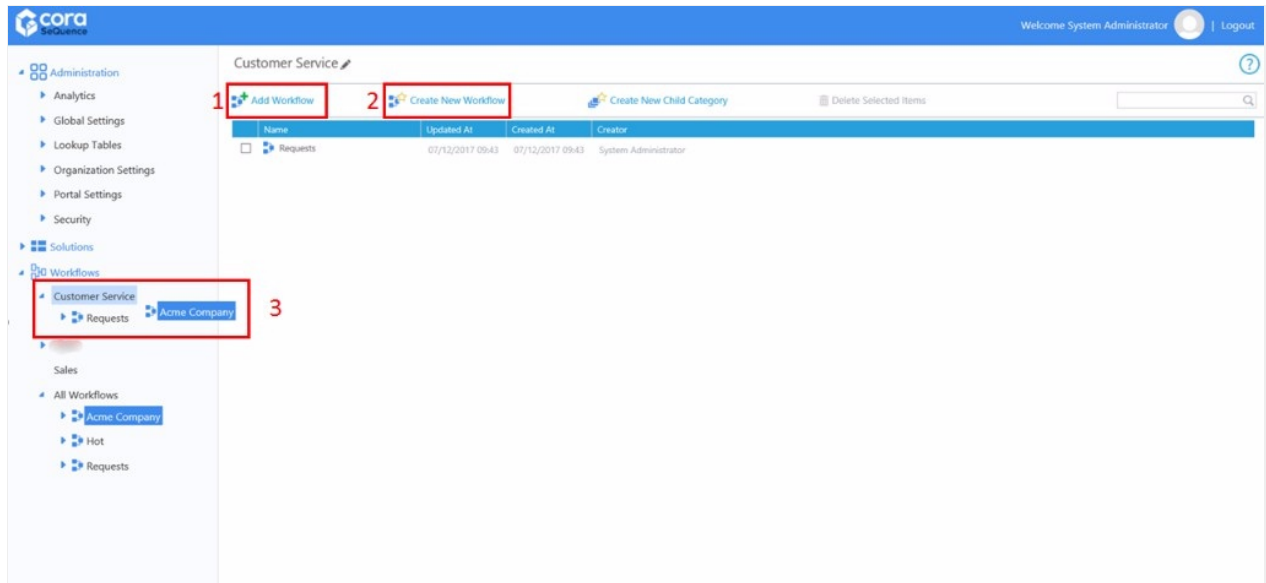 cora
SeQuence
Welcome System Administrator | Logout
Administration
Analytics
Global Settings
Lookup Tables
Organization Settings
Portal Settings
Security
Solutions
Workflows
Customer Service
Requests
Acme Company
3
Sales
All Workflows
Acme Company
Hot
Requests
Customer Service
?
1 Add Workflow 2 Create New Workflow Create New Child Category Delete Selected Items
Name Updated At Created At Creator
Requests 07/12/2017 09:43 07/12/2017 09:43 System Administrator